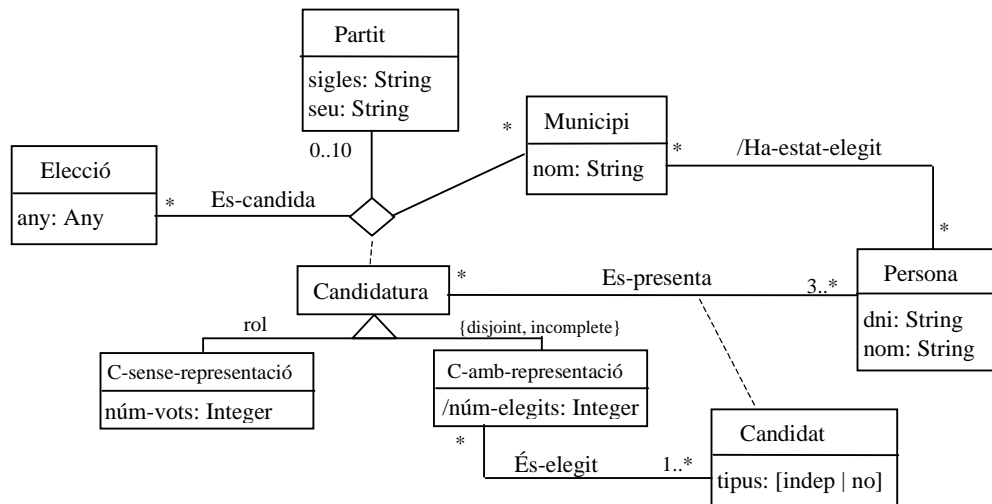 Partit
sigles: String
seu: String
0..10
*
Municipi
*
/Ha-estat-elegit
nom: String
Elecció
any: Any
*
Es-candida
*
Candidatura
*
Es-presenta
3..*
Persona
dni: String
nom: String
rol
{disjoint, incomplete}
C-sense-representació
núm-vots: Integer
C-amb-representació
/núm-elegits: Integer
*
És-elegit
1..*
Candidat
tipus: [indep | no]